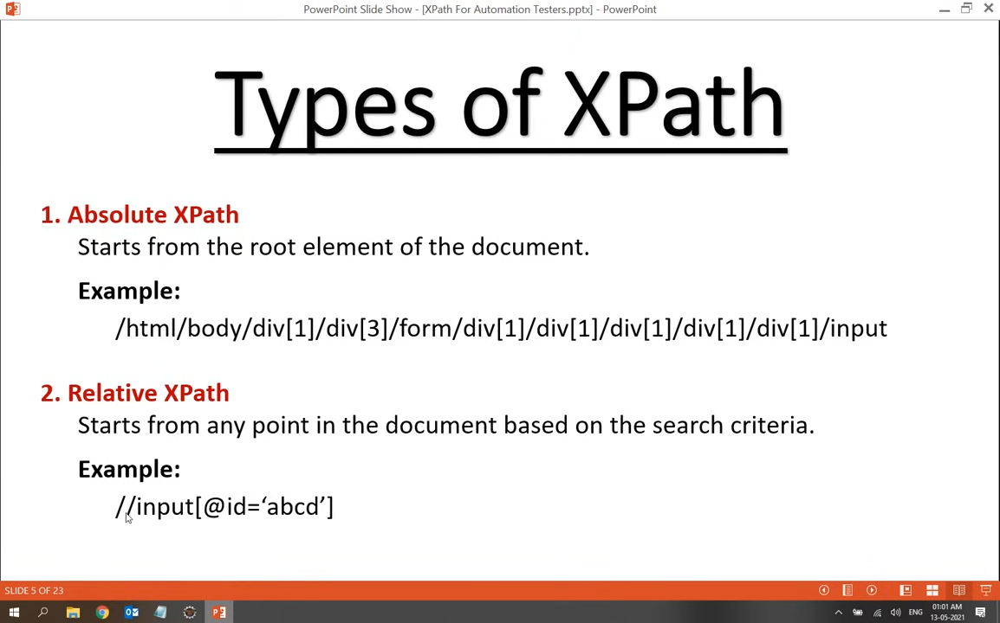 PowerPoint Slide Show - [XPath For Automation Testers.pptx] - PowerPoint
Types of XPath
1. Absolute XPath
Starts from the root element of the document.
Example:
/html/body/div[1]/div[3]/form/div[1]/div[1]/div[1]/div[1]/div[1]/input
2. Relative XPath
Starts from any point in the document based on the search criteria.
Example:
//input[@id=‘abcd’]
SLIDE 5 OF 23
ENG
01:01 AM
13-05-2021